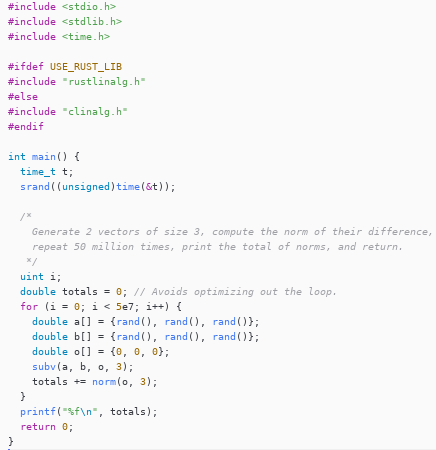 #include <stdio.h>
#include <stdlib.h>
#include <time.h>

#ifdef USE_RUST_LIB
#include "rustlinalg.h"
#else
#include "clinalg.h"
#endif

int main() {
  time_t t;
  srand((unsigned)time(&t));

  /*
    Generate 2 vectors of size 3, compute the norm of their difference,
    repeat 50 million times, print the total of norms, and return.
   */
  uint i;
  double totals = 0; // Avoids optimizing out the loop.
  for (i = 0; i < 5e7; i++) {
    double a[] = {rand(), rand(), rand()};
    double b[] = {rand(), rand(), rand()};
    double o[] = {0, 0, 0};
    subv(a, b, o, 3);
    totals += norm(o, 3);
  }
  printf("%f\n", totals);
  return 0;
}